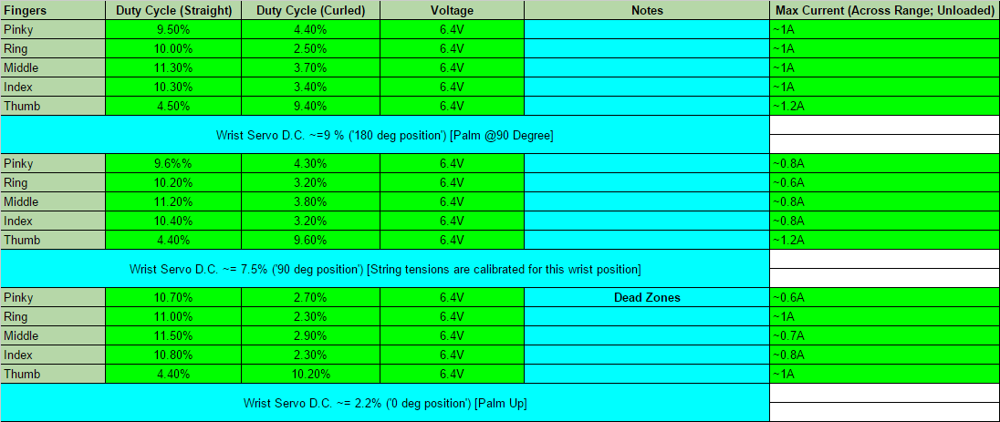 Fingers Duty Cycle (Straight) Duty Cycle (Curled) Voltage Notes Max Current (Across Range; Unloaded)
Pinky 9.50% 4.40% 6.4V ~1A
Ring 10.00% 2.50% 6.4V ~1A
Middle 11.30% 3.70% 6.4V ~1A
Index 10.30% 3.40% 6.4V ~1A
Thumb 4.50% 9.40% 6.4V ~1.2A
Wrist Servo D.C. ~=9 % ('180 deg position') [Palm @90 Degree]
Pinky 9.6%% 4.30% 6.4V ~0.8A
Ring 10.20% 3.20% 6.4V ~0.6A
Middle 11.20% 3.80% 6.4V ~0.8A
Index 10.40% 3.20% 6.4V ~0.8A
Thumb 4.40% 9.60% 6.4V ~1.2A
Wrist Servo D.C. ~= 7.5% ('90 deg position') [String tensions are calibrated for this wrist position]
Pinky 10.70% 2.70% 6.4V Dead Zones ~0.6A
Ring 11.00% 2.30% 6.4V ~1A
Middle 11.50% 2.90% 6.4V ~0.7A
Index 10.80% 2.30% 6.4V ~0.8A
Thumb 4.40% 10.20% 6.4V ~1A
Wrist Servo D.C. ~= 2.2% ('0 deg position') [Palm Up]